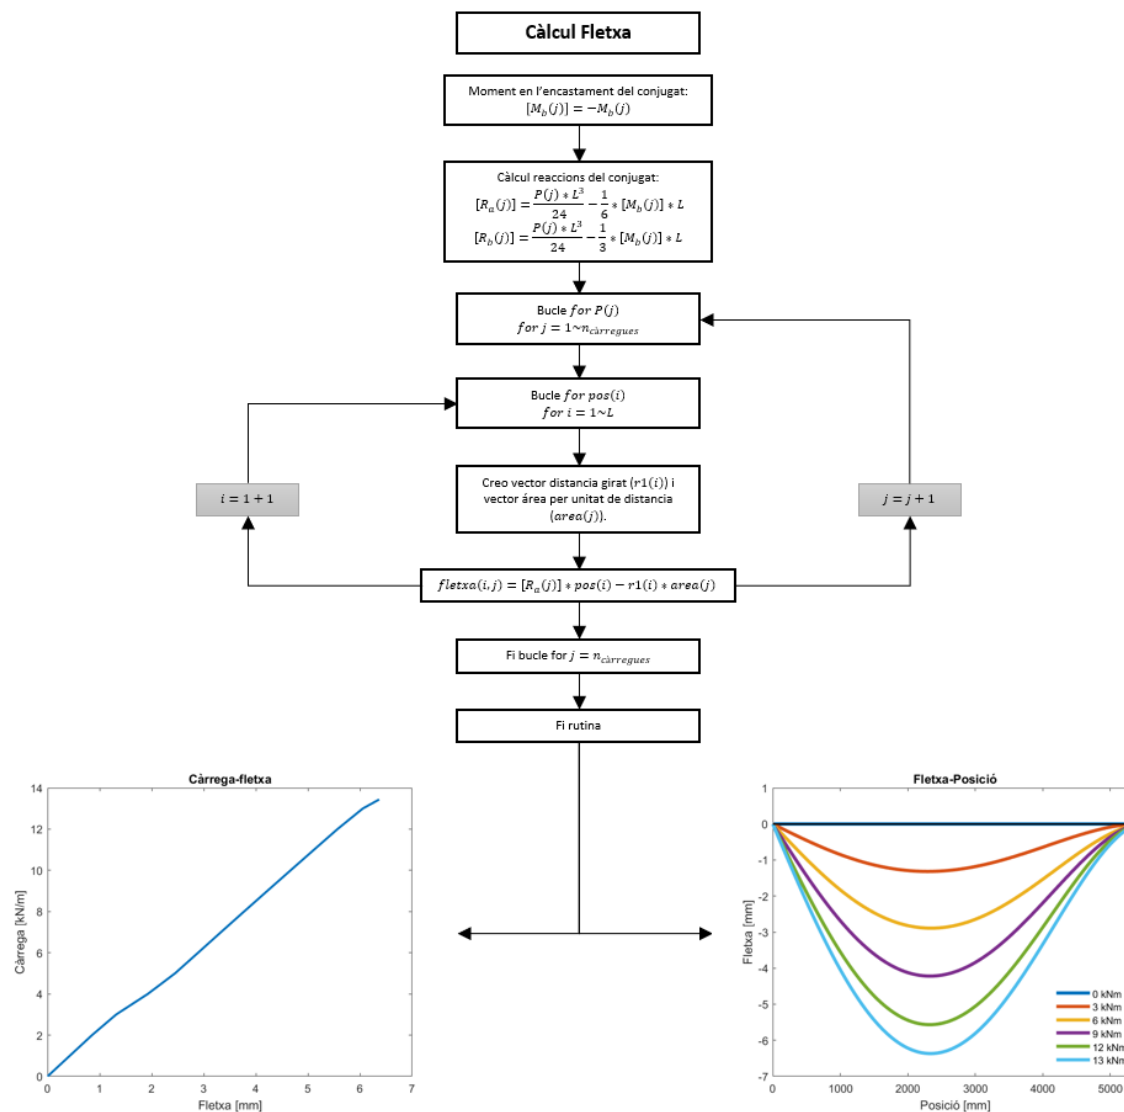 Càlcul Fletxa
Moment en l'encastament del conjugat:
[M_b(j)] = −M_b(j)
Càlcul reaccions del conjugat:
[R_a(j)] = P(j) * L³ / 24 − 1/6 * [M_b(j)] * L
[R_b(j)] = P(j) * L³ / 24 − 1/3 * [M_b(j)] * L
Bucle for P(j)
for j = 1~n_càrregues
Bucle for pos(i)
for i = 1~L
i = 1 + 1
Creo vector distancia girat (r1(i)) i
vector área per unitat de distancia
(area(j)).
j = j + 1
fletxa(i,j) = [R_a(j)] * pos(i) − r1(i) * area(j)
Fi bucle for j = n_càrregues
Fi rutina
Càrrega-fletxa
14
12
10
8
6
4
2
0
Càrrega [kN/m]
0 1 2 3 4 5 6 7
Fletxa [mm]
Fletxa-Posició
1
0
-1
-2
-3
-4
-5
-6
-7
Fletxa [mm]
0 kNm
3 kNm
6 kNm
9 kNm
12 kNm
13 kNm
0 1000 2000 3000 4000 5000
Posició [mm]